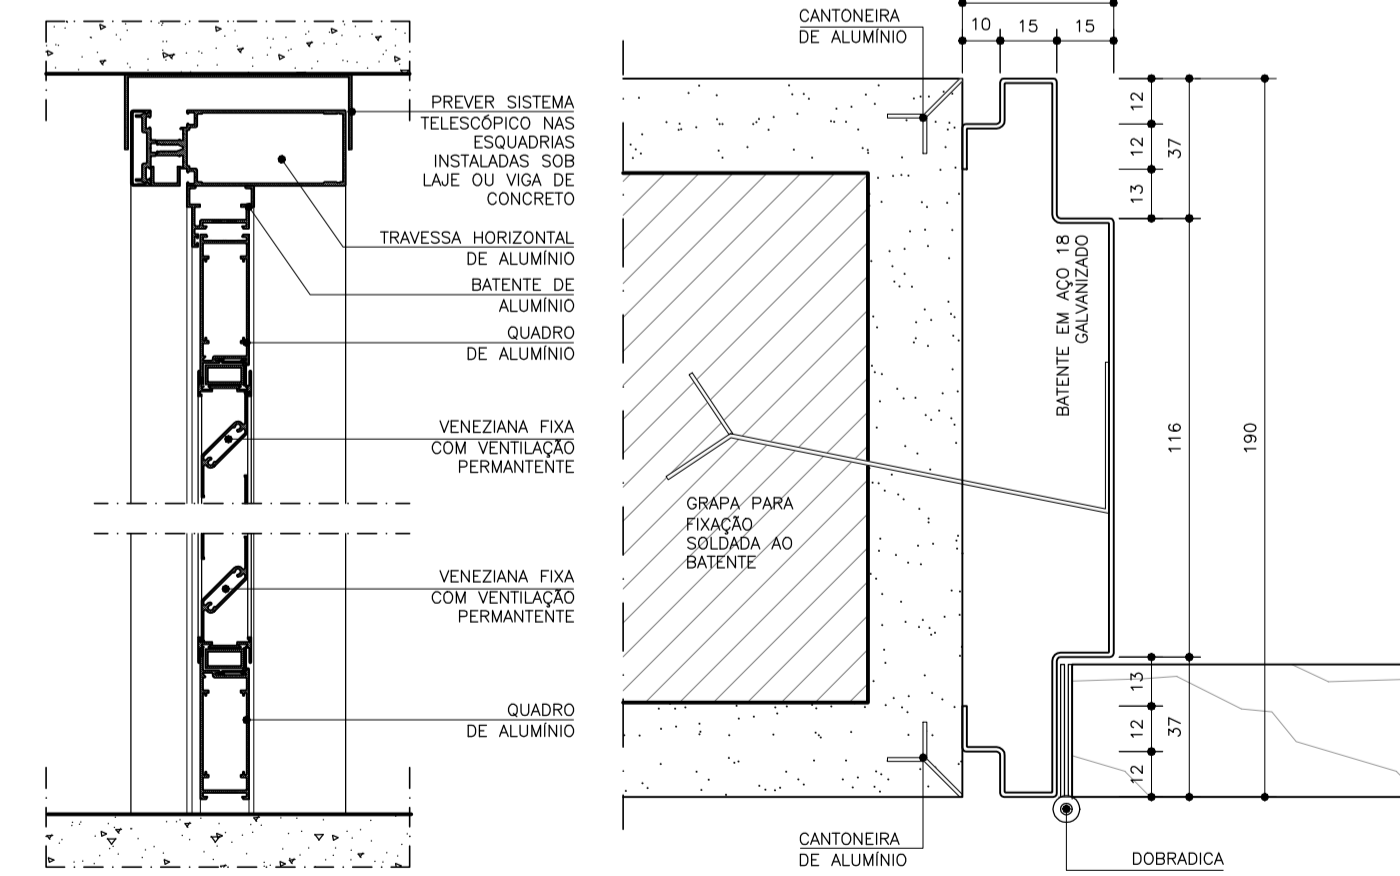 PREVER SISTEMA
TELESCÓPICO NAS
ESQUADRIAS
INSTALADAS SOB
LAJE OU VIGA DE
CONCRETO
TRAVESSA HORIZONTAL
DE ALUMÍNIO
BATENTE DE
ALUMÍNIO
QUADRO
DE ALUMÍNIO
VENEZIANA FIXA
COM VENTILAÇÃO
PERMANTENTE
VENEZIANA FIXA
COM VENTILAÇÃO
PERMANTENTE
QUADRO
DE ALUMÍNIO
CANTONEIRA
DE ALUMÍNIO
10 15 15
12
12
13
37
BATENTE EM AÇO 18
GALVANIZADO
116
190
GRAPA PARA
FIXAÇÃO
SOLDADA AO
BATENTE
13
12
12
37
CANTONEIRA
DE ALUMÍNIO
DOBRADICA